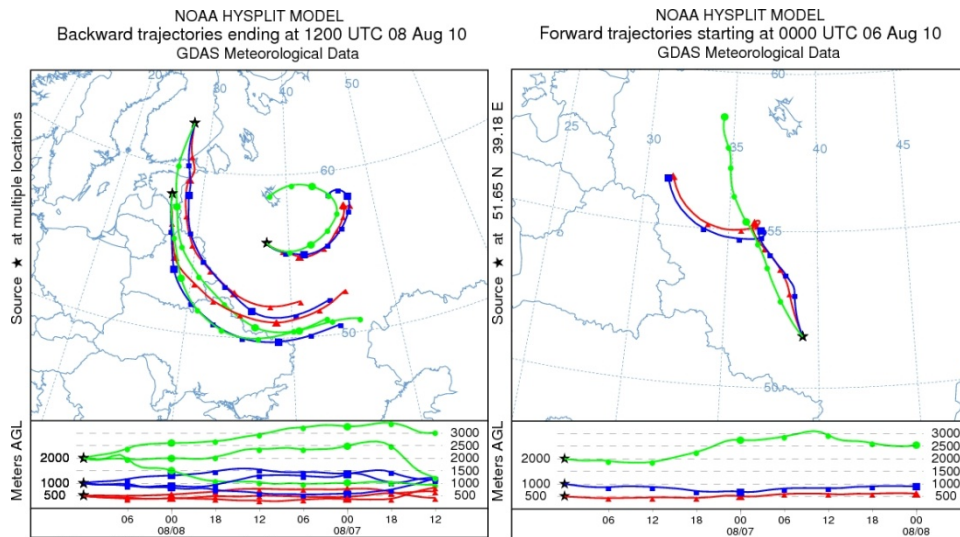 NOAA HYSPLIT MODEL
Backward trajectories ending at 1200 UTC 08 Aug 10
GDAS Meteorological Data
Source ★ at multiple locations
20
30
40
50
60
50
Meters AGL
2000
1000
500
3000
2500
2000
1500
1000
500
06 00 18 12 06 00 18 12
08/08 08/07
NOAA HYSPLIT MODEL
Forward trajectories starting at 0000 UTC 06 Aug 10
GDAS Meteorological Data
Source ★ at 51.65 N 39.18 E
60
25 30 35 40 45
55
50
Meters AGL
2000
1000
500
3000
2500
2000
1500
1000
500
06 12 18 00 06 12 18 00
08/07 08/08